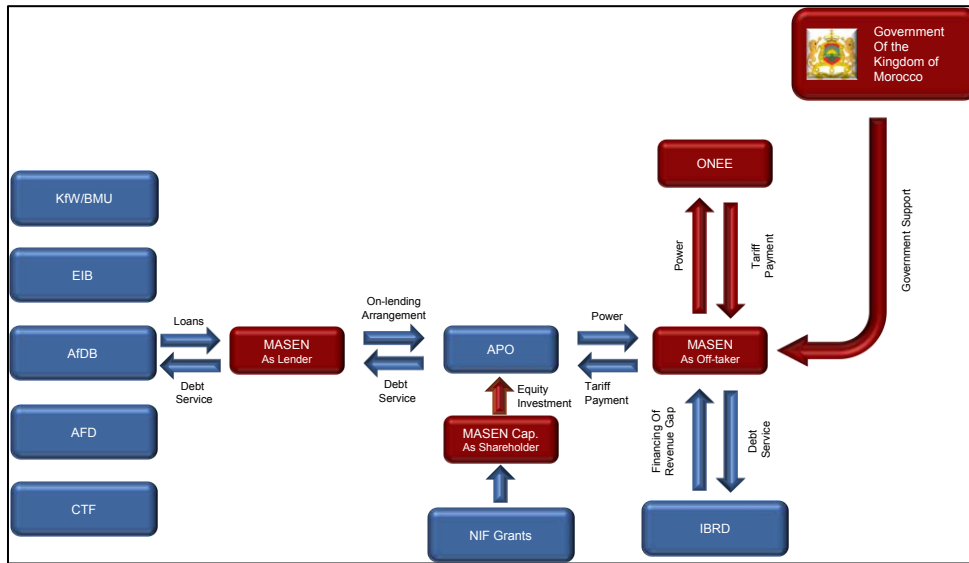 Government
Of the
Kingdom of
Morocco
ONEE
KfW/BMU
Power
Tariff
Payment
Government Support
EIB
Loans
On-lending
Arrangement
Power
AfDB
MASEN
As Lender
APO
MASEN
As Off-taker
Debt
Service
Debt
Service
Equity
Investment
Tariff
Payment
AFD
MASEN Cap.
As Shareholder
Financing Of
Revenue Gap
Debt
Service
CTF
NIF Grants
IBRD